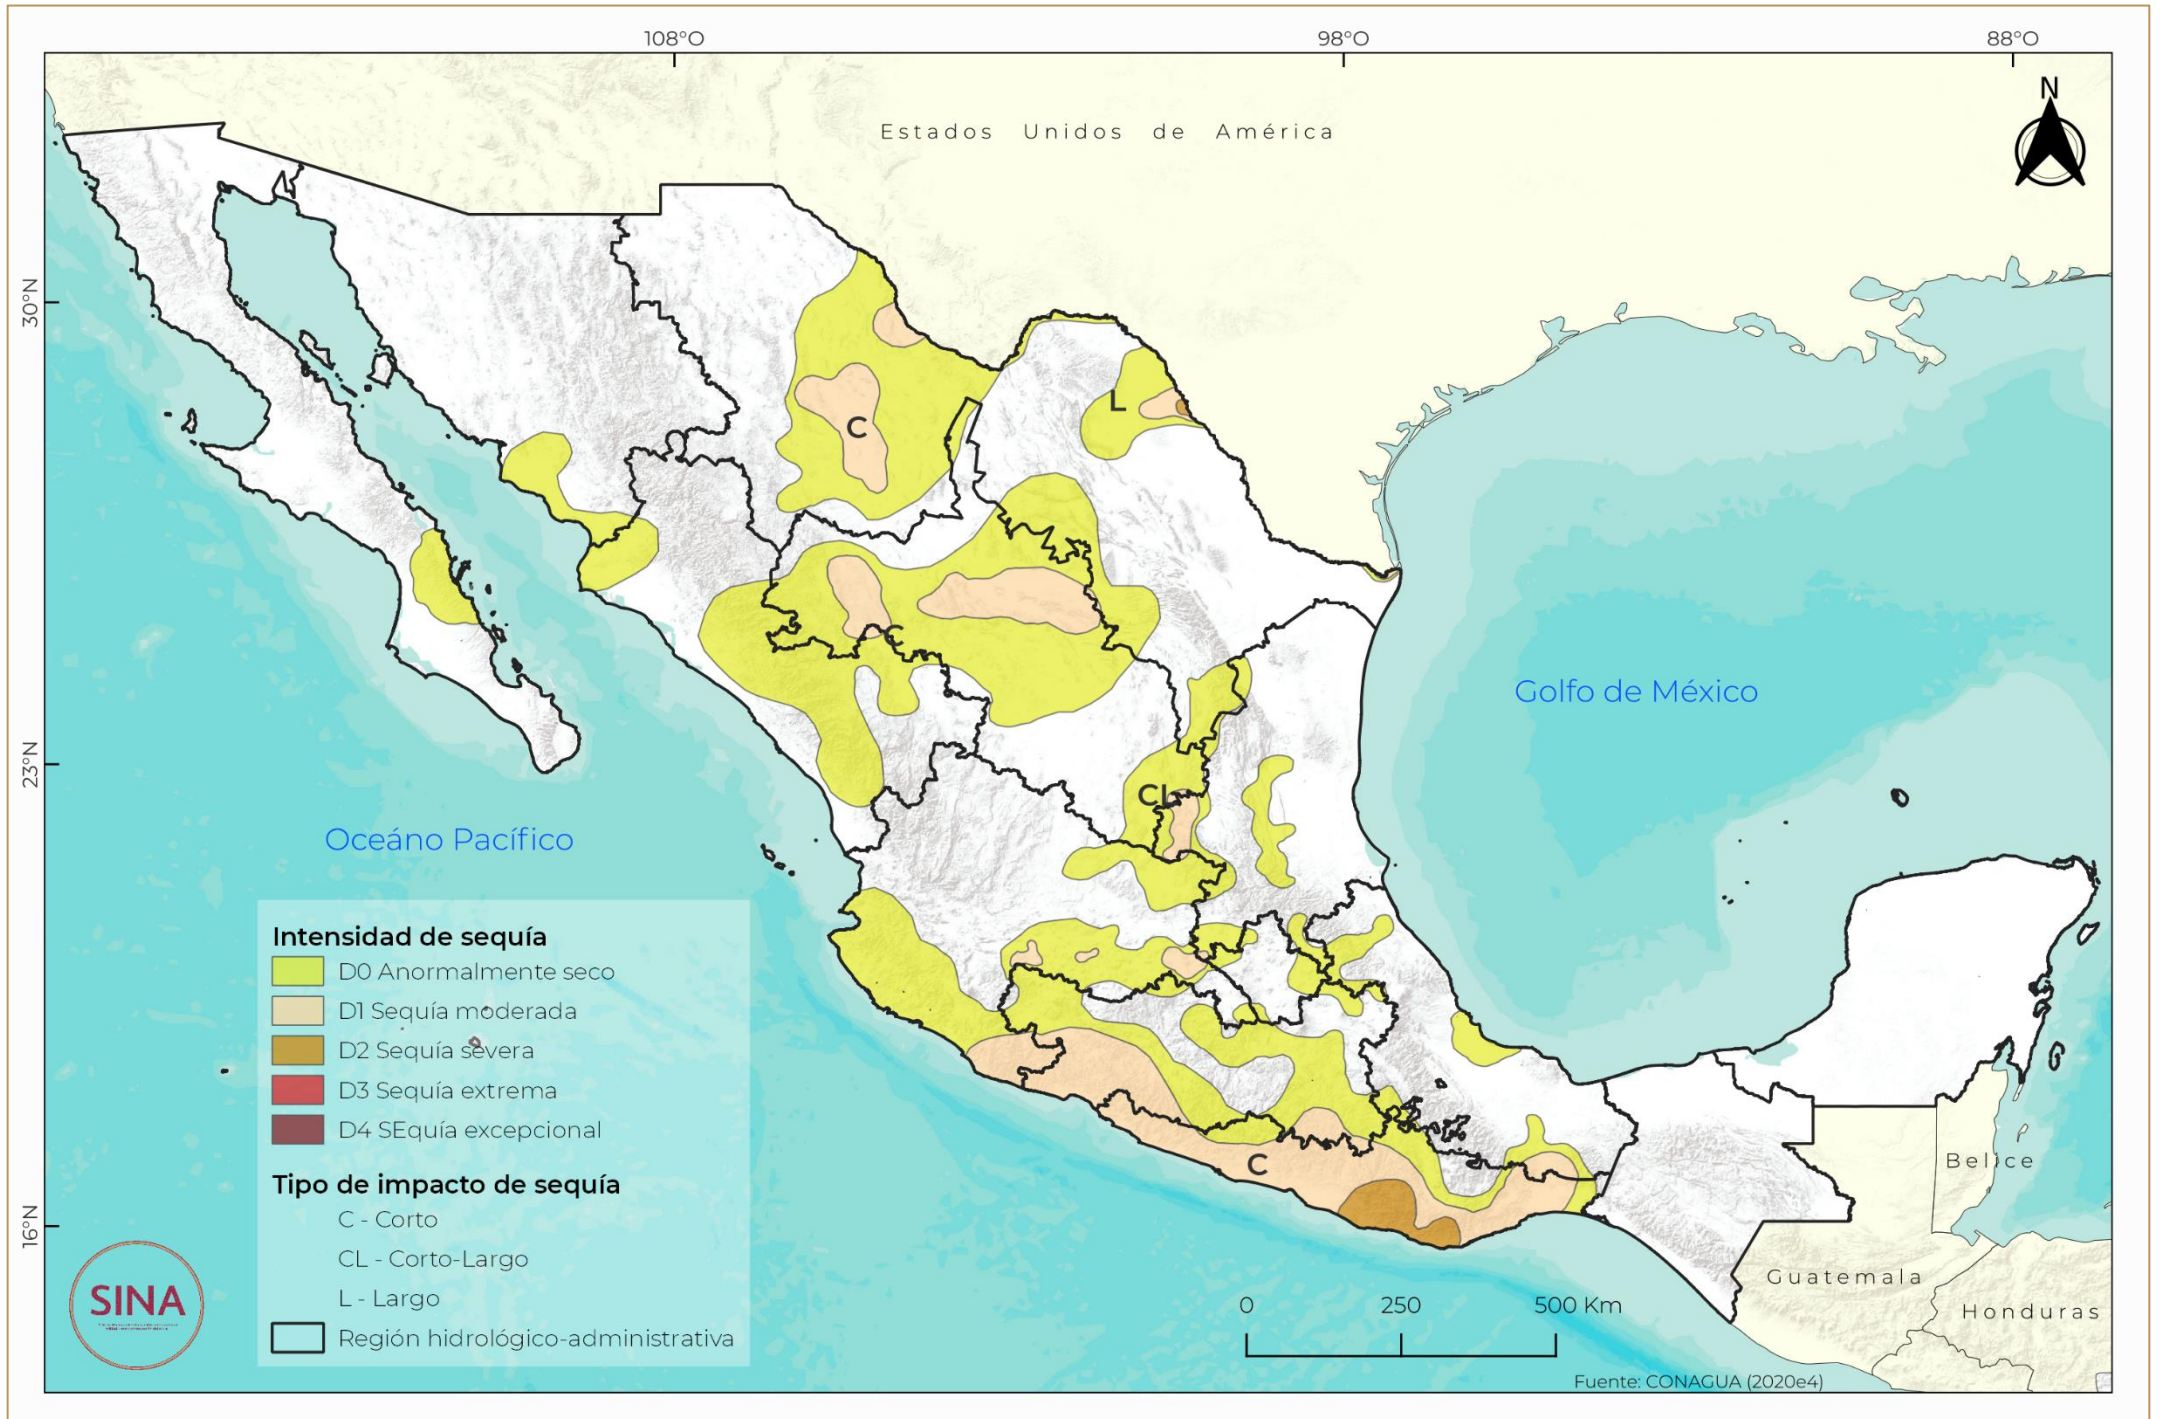 108°O
98°O
88°O
N
Estados Unidos de América
30°N
23°N
16°N
C
L
C
CL
C
Golfo de México
Oceáno Pacífico
Belice
Guatemala
Honduras
Intensidad de sequía
D0 Anormalmente seco
D1 Sequía moderada
D2 Sequía severa
D3 Sequía extrema
D4 SEquía excepcional
Tipo de impacto de sequía
C - Corto
CL - Corto-Largo
L - Largo
Región hidrológico-administrativa
SINA
0 250 500 Km
Fuente: CONAGUA (2020e4)